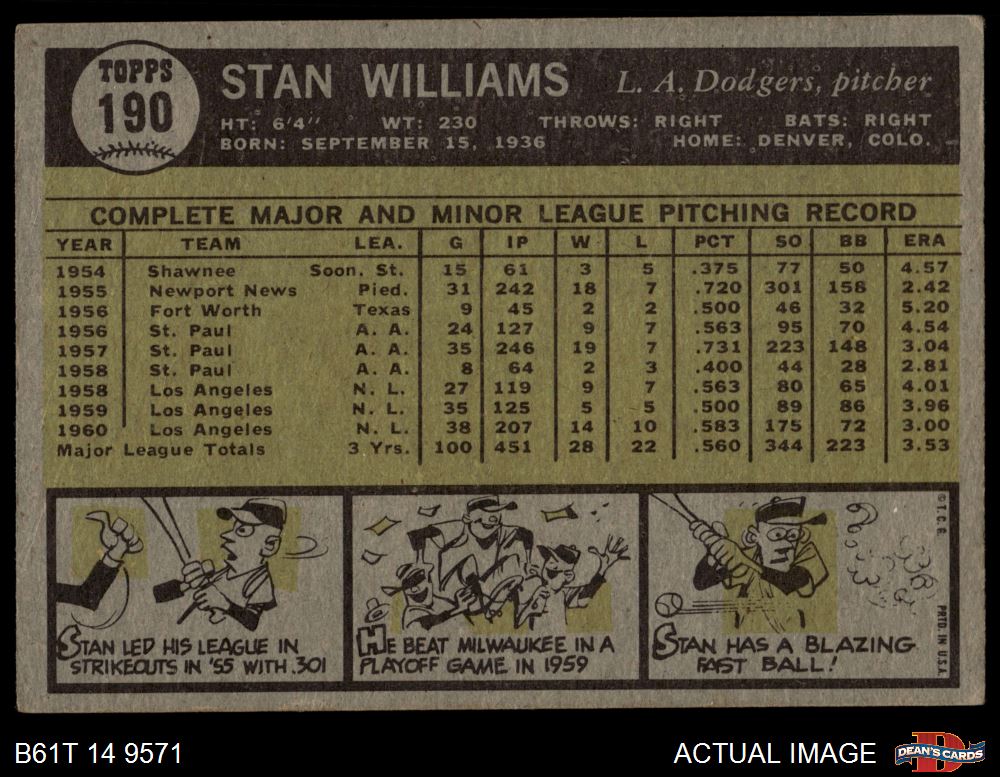 TOPPS
190
STAN WILLIAMS L. A. Dodgers, pitcher
HT: 6'4" WT: 230 THROWS: RIGHT BATS: RIGHT
BORN: SEPTEMBER 15, 1936 HOME: DENVER, COLO.
COMPLETE MAJOR AND MINOR LEAGUE PITCHING RECORD
YEAR TEAM LEA. G IP W L PCT SO BB ERA
1954 Shawnee Soon. St. 15 61 3 5 .375 77 50 4.57
1955 Newport News Pied. 31 242 18 7 .720 301 158 2.42
1956 Fort Worth Texas 9 45 2 2 .500 46 32 5.20
1956 St. Paul A. A. 24 127 9 7 .563 95 70 4.54
1957 St. Paul A. A. 35 246 19 7 .731 223 148 3.04
1958 St. Paul A. A. 8 64 2 3 .400 44 28 2.81
1958 Los Angeles N. L. 27 119 9 7 .563 80 65 4.01
1959 Los Angeles N. L. 35 125 5 5 .500 89 86 3.96
1960 Los Angeles N. L. 38 207 14 10 .583 175 72 3.00
Major League Totals 3 Yrs. 100 451 28 22 .560 344 223 3.53
STAN LED HIS LEAGUE IN
STRIKEOUTS IN '55 WITH .301
HE BEAT MILWAUKEE IN A
PLAYOFF GAME IN 1959
STAN HAS A BLAZING
FAST BALL!
© T.C.G. PRTD. IN U.S.A.
B61T 14 9571
ACTUAL IMAGE
D
DEAN'S CARDS